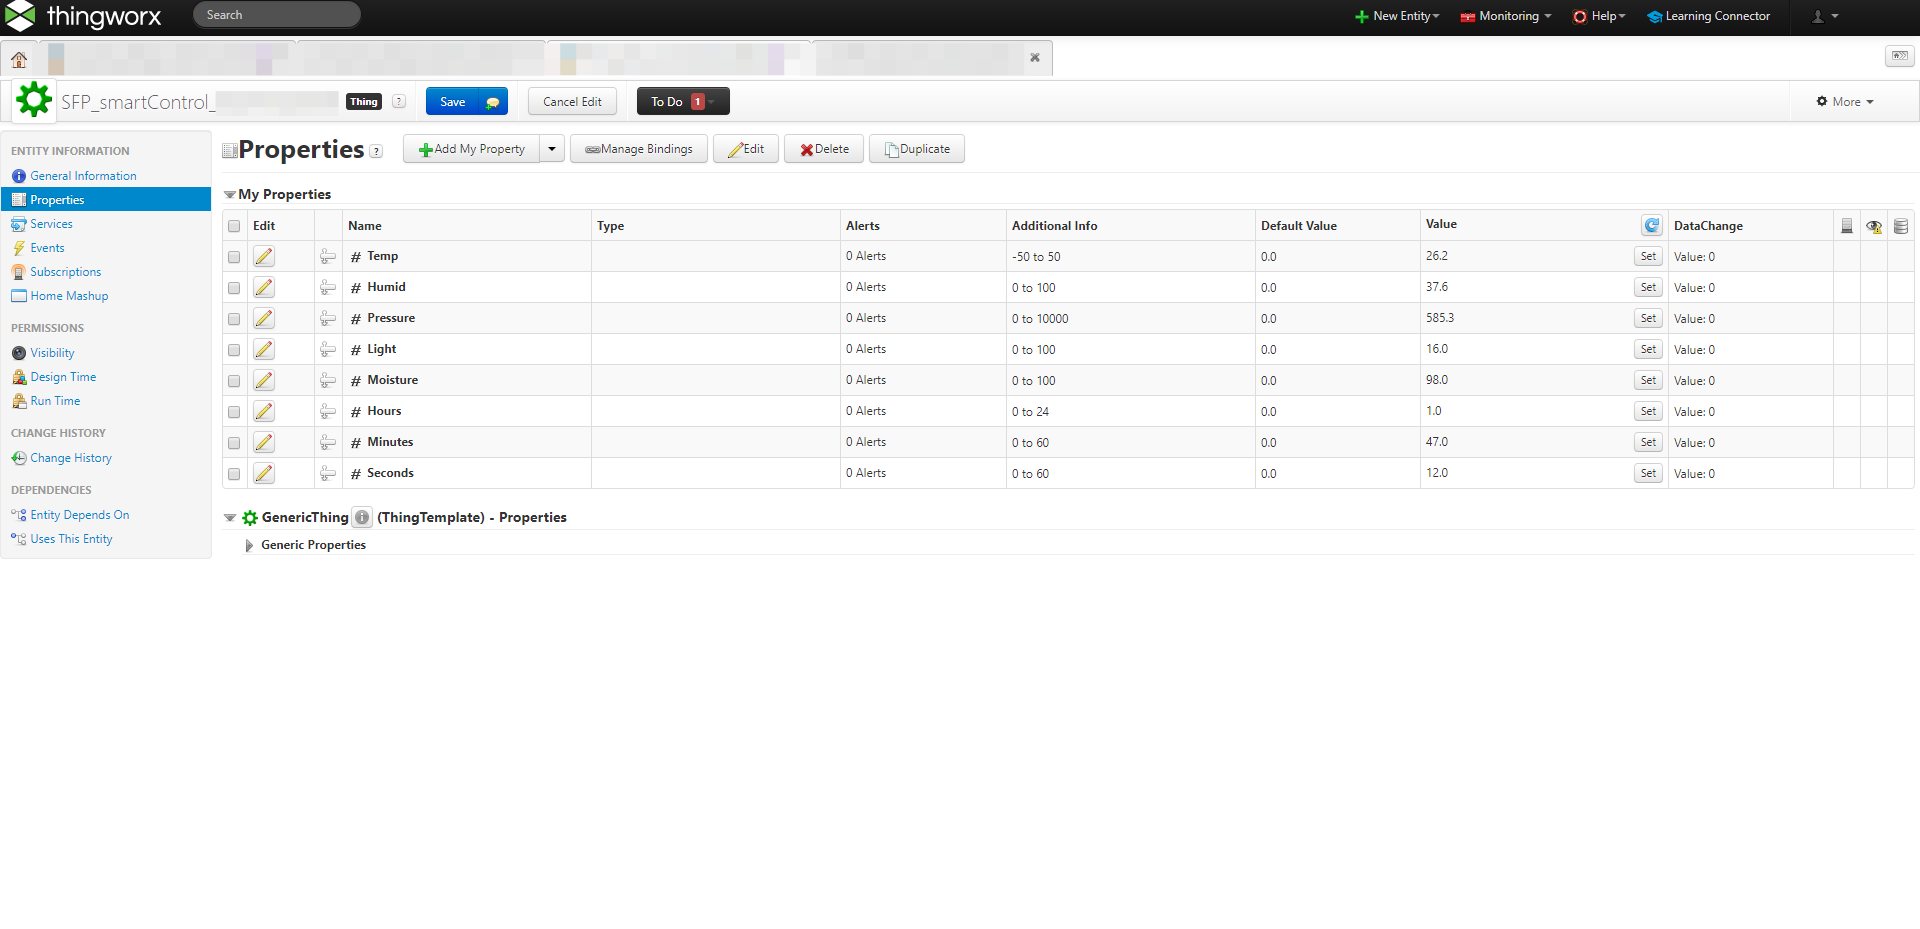 thingworx Search New Entity Monitoring Help Learning Connector
SFP_smartControl_ Thing ? Save Cancel Edit To Do 1 More
ENTITY INFORMATION
General Information
Properties
Services
Events
Subscriptions
Home Mashup
PERMISSIONS
Visibility
Design Time
Run Time
CHANGE HISTORY
Change History
DEPENDENCIES
Entity Depends On
Uses This Entity
Properties ? Add My Property Manage Bindings Edit Delete Duplicate
My Properties
Edit Name Type Alerts Additional Info Default Value Value DataChange
# Temp 0 Alerts -50 to 50 0.0 26.2 Set Value: 0
# Humid 0 Alerts 0 to 100 0.0 37.6 Set Value: 0
# Pressure 0 Alerts 0 to 10000 0.0 585.3 Set Value: 0
# Light 0 Alerts 0 to 100 0.0 16.0 Set Value: 0
# Moisture 0 Alerts 0 to 100 0.0 98.0 Set Value: 0
# Hours 0 Alerts 0 to 24 0.0 1.0 Set Value: 0
# Minutes 0 Alerts 0 to 60 0.0 47.0 Set Value: 0
# Seconds 0 Alerts 0 to 60 0.0 12.0 Set Value: 0
GenericThing i (ThingTemplate) - Properties
Generic Properties